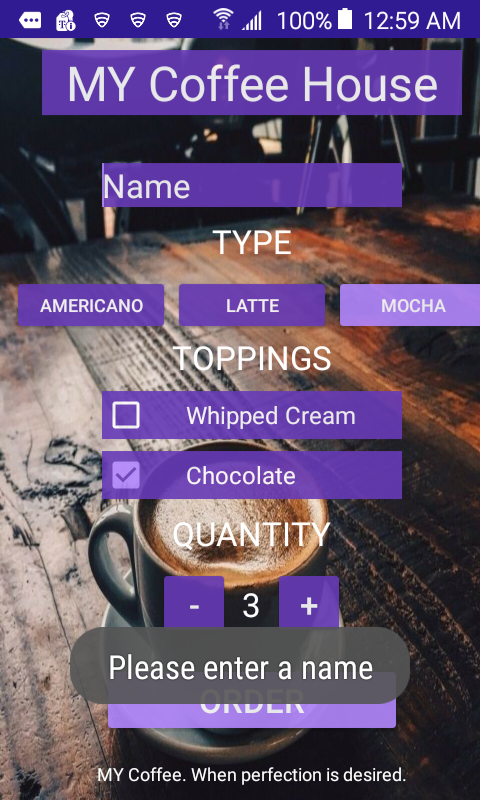 100% 12:59 AM
MY Coffee House
Name
TYPE
AMERICANO LATTE MOCHA
TOPPINGS
Whipped Cream
Chocolate
QUANTITY
- 3 +
Please enter a name
ORDER
MY Coffee. When perfection is desired.